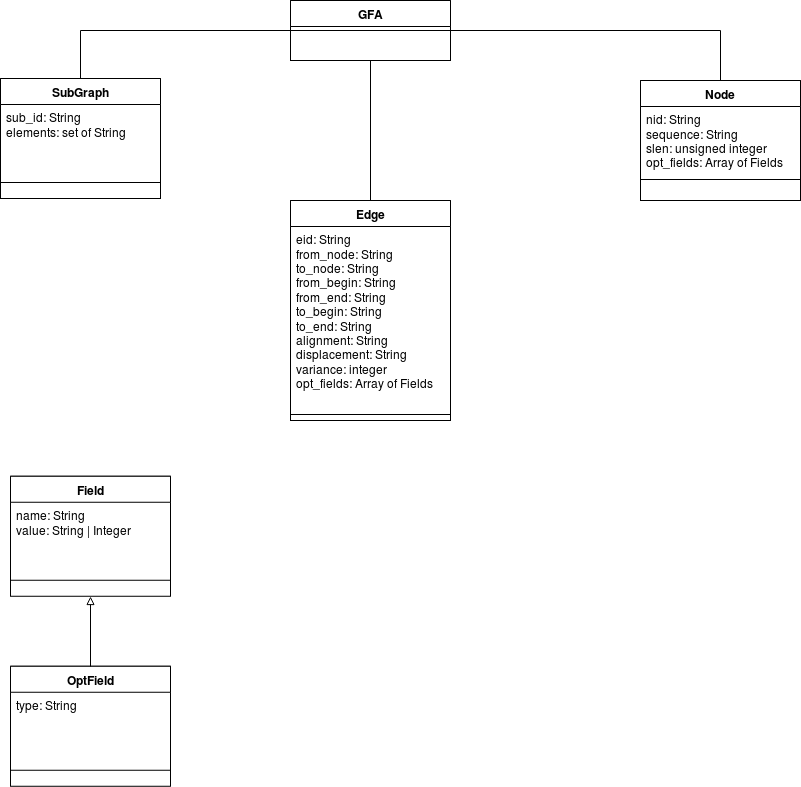 GFA
SubGraph
sub_id: String
elements: set of String
Node
nid: String
sequence: String
slen: unsigned integer
opt_fields: Array of Fields
Edge
eid: String
from_node: String
to_node: String
from_begin: String
from_end: String
to_begin: String
to_end: String
alignment: String
displacement: String
variance: integer
opt_fields: Array of Fields
Field
name: String
value: String | Integer
OptField
type: String